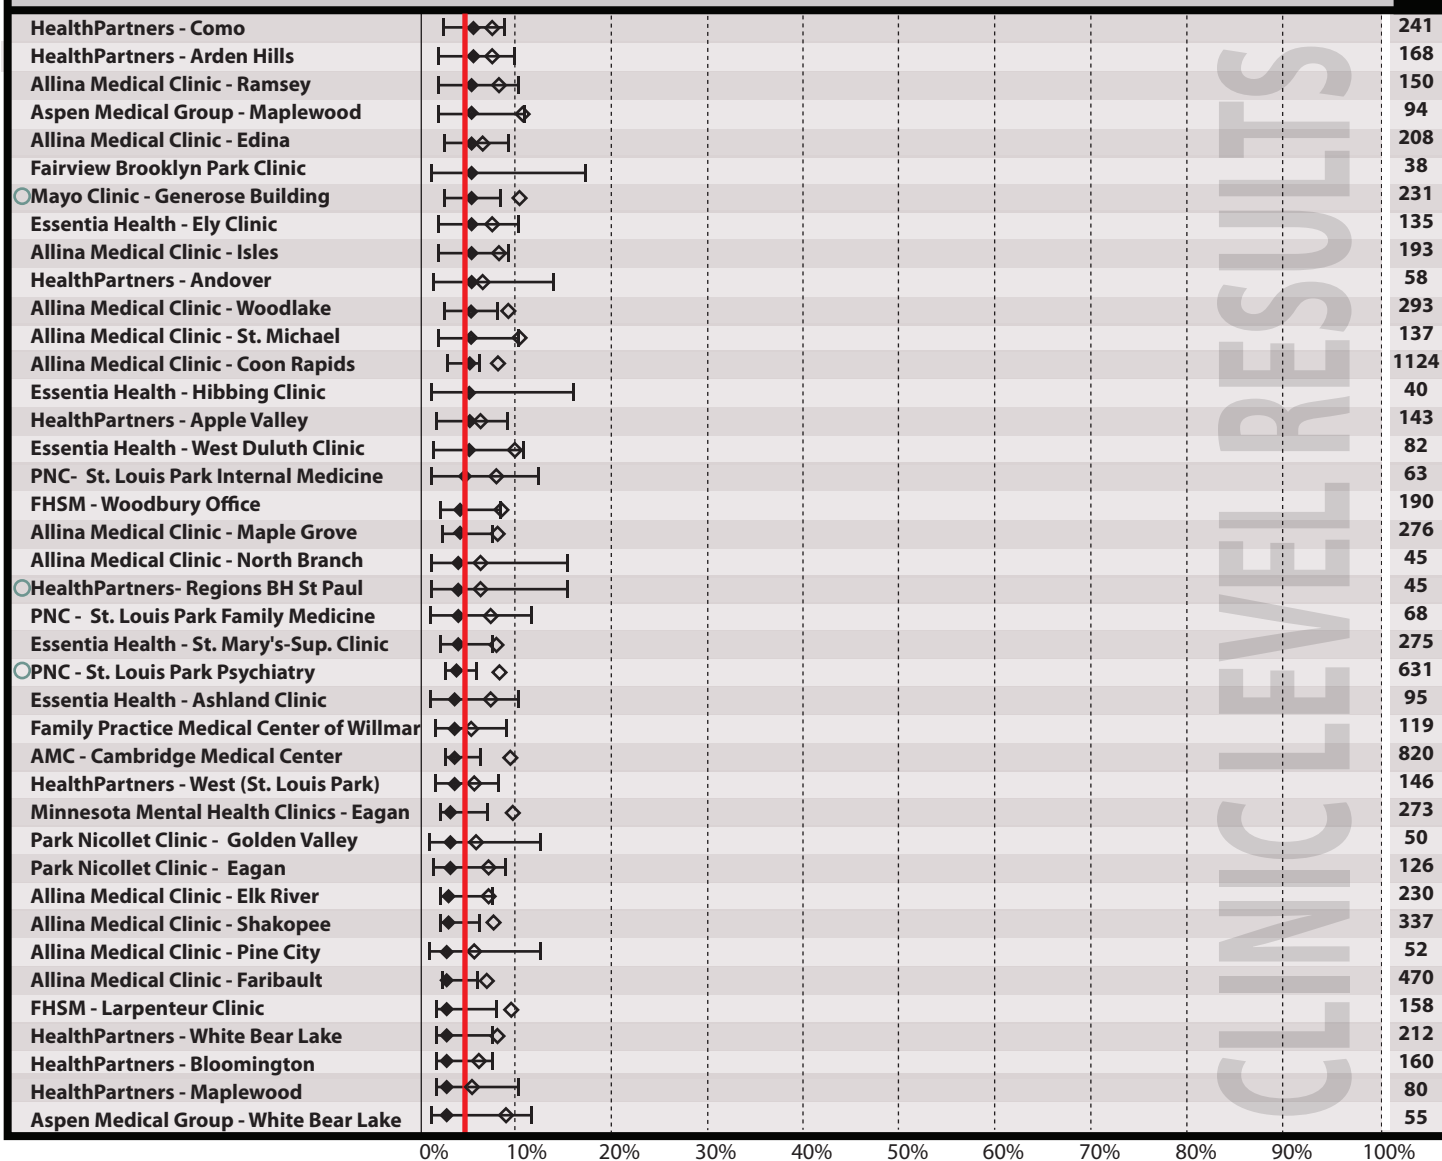 HealthPartners - Como 241
HealthPartners - Arden Hills 168
Allina Medical Clinic - Ramsey 150
Aspen Medical Group - Maplewood 94
Allina Medical Clinic - Edina 208
Fairview Brooklyn Park Clinic 38
Mayo Clinic - Generose Building 231
Essentia Health - Ely Clinic 135
Allina Medical Clinic - Isles 193
HealthPartners - Andover 58
Allina Medical Clinic - Woodlake 293
Allina Medical Clinic - St. Michael 137
Allina Medical Clinic - Coon Rapids 1124
Essentia Health - Hibbing Clinic 40
HealthPartners - Apple Valley 143
Essentia Health - West Duluth Clinic 82
PNC- St. Louis Park Internal Medicine 63
FHSM - Woodbury Office 190
Allina Medical Clinic - Maple Grove 276
Allina Medical Clinic - North Branch 45
HealthPartners- Regions BH St Paul 45
PNC - St. Louis Park Family Medicine 68
Essentia Health - St. Mary's-Sup. Clinic 275
PNC - St. Louis Park Psychiatry 631
Essentia Health - Ashland Clinic 95
Family Practice Medical Center of Willmar 119
AMC - Cambridge Medical Center 820
HealthPartners - West (St. Louis Park) 146
Minnesota Mental Health Clinics - Eagan 273
Park Nicollet Clinic - Golden Valley 50
Park Nicollet Clinic - Eagan 126
Allina Medical Clinic - Elk River 230
Allina Medical Clinic - Shakopee 337
Allina Medical Clinic - Pine City 52
Allina Medical Clinic - Faribault 470
FHSM - Larpenteur Clinic 158
HealthPartners - White Bear Lake 212
HealthPartners - Bloomington 160
HealthPartners - Maplewood 80
Aspen Medical Group - White Bear Lake 55
0% 10% 20% 30% 40% 50% 60% 70% 80% 90% 100%
CLINIC LEVEL RESULTS